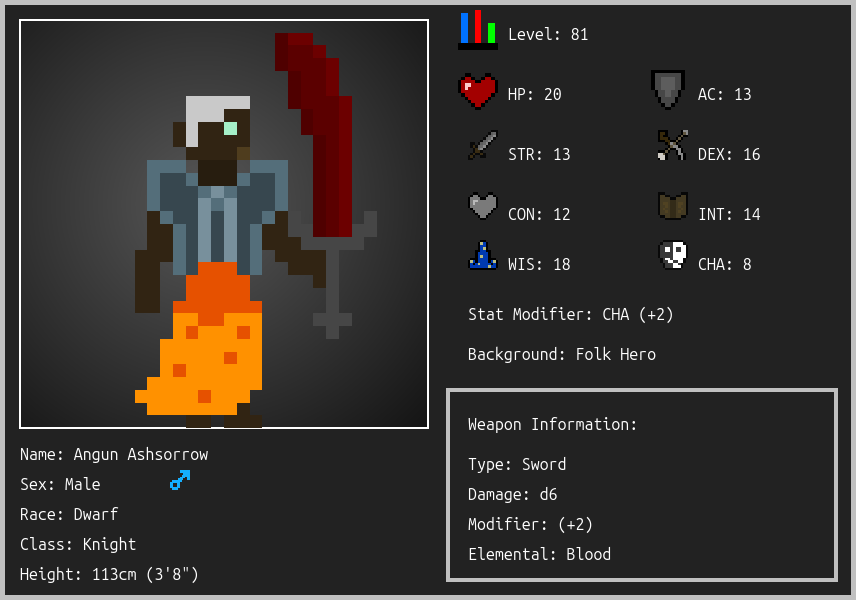 Level: 81
HP: 20
AC: 13
STR: 13
DEX: 16
CON: 12
INT: 14
WIS: 18
CHA: 8
Stat Modifier: CHA (+2)
Background: Folk Hero
Weapon Information:
Type: Sword
Damage: d6
Modifier: (+2)
Elemental: Blood
Name: Angun Ashsorrow
Sex: Male
Race: Dwarf
Class: Knight
Height: 113cm (3'8")